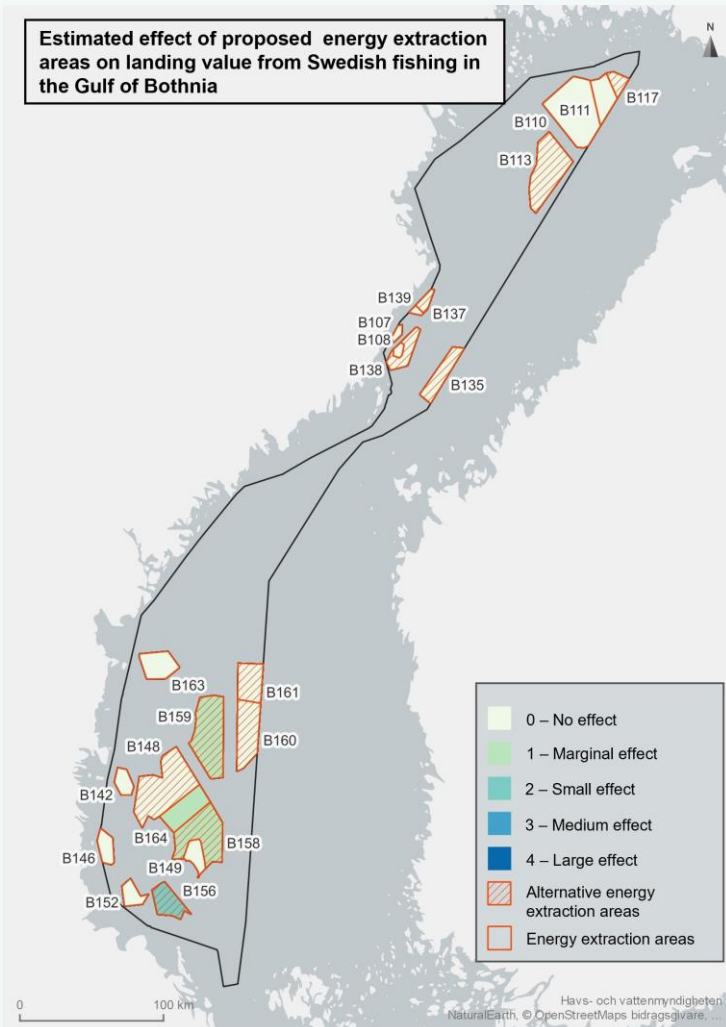 Estimated effect of proposed energy extraction
areas on landing value from Swedish fishing in
the Gulf of Bothnia
N
B117
B111
B110
B113
B139
B137
B107
B108
B138
B135
B163
B161
B159
B160
B148
B142
B164
B158
B146
B149
B156
B152
0 – No effect
1 – Marginal effect
2 – Small effect
3 – Medium effect
4 – Large effect
Alternative energy
extraction areas
Energy extraction areas
0 100 km
Havs- och vattenmyndigheten
NaturalEarth, © OpenStreetMaps bidragsgivare, ...